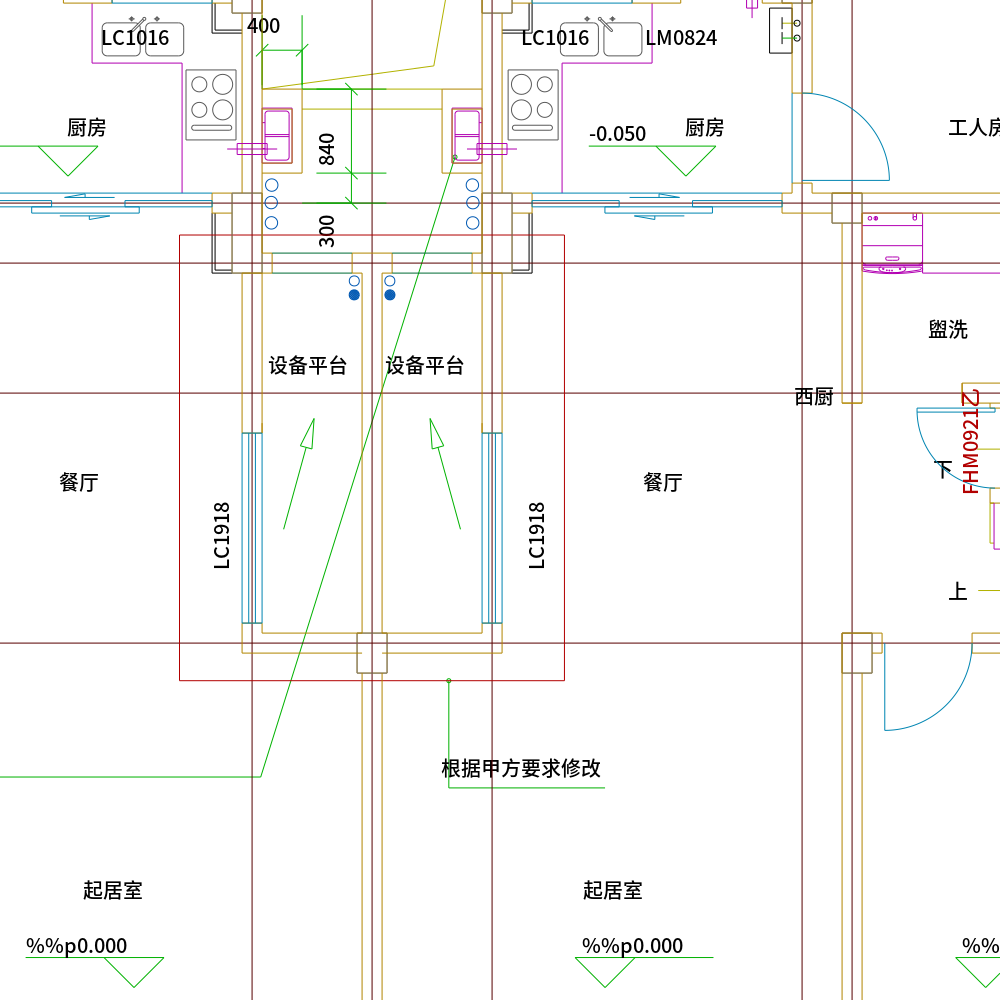 400
LC1016
LC1016
LM0824
厨房
840
-0.050
厨房
工人房
300
盥洗
设备平台
设备平台
西厨
FHM0921乙
下
餐厅
餐厅
LC1918
LC1918
上
根据甲方要求修改
起居室
起居室
%%p0.000
%%p0.000
%%